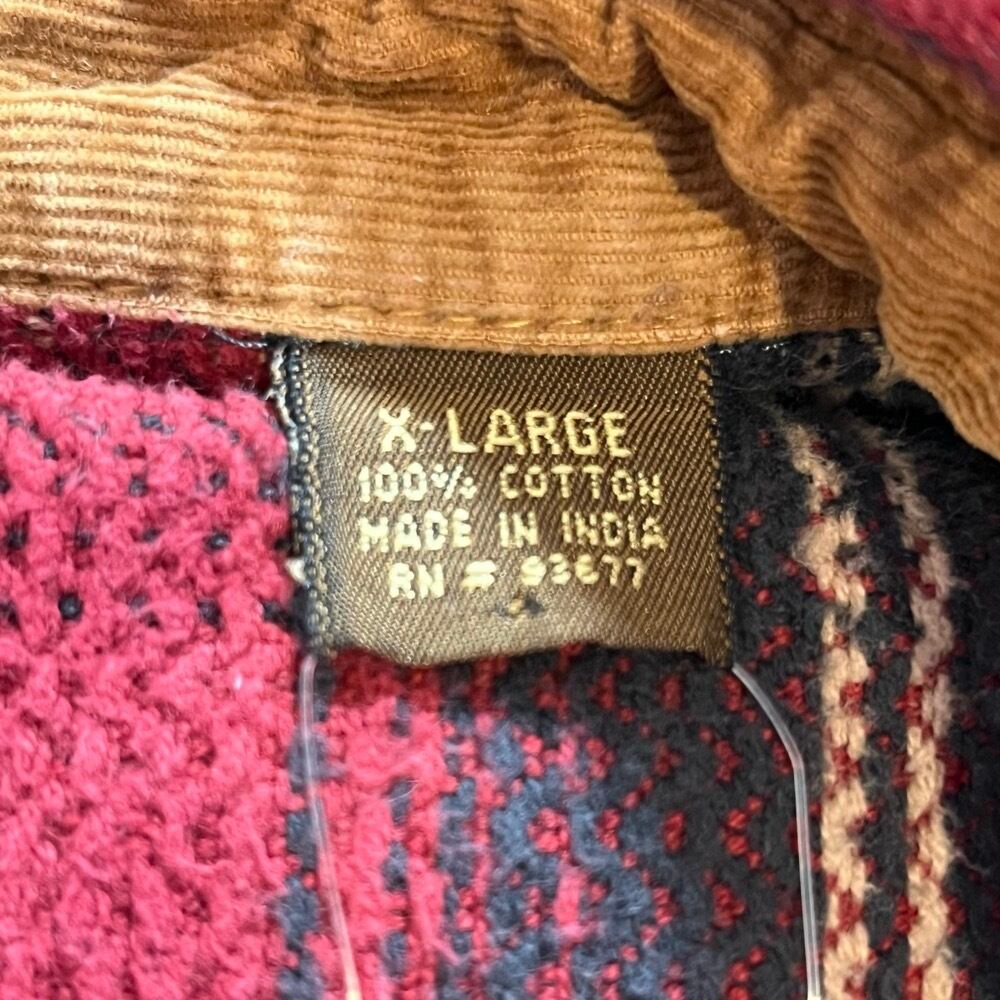 X-LARGE
100% COTTON
MADE IN INDIA
RN # 93677